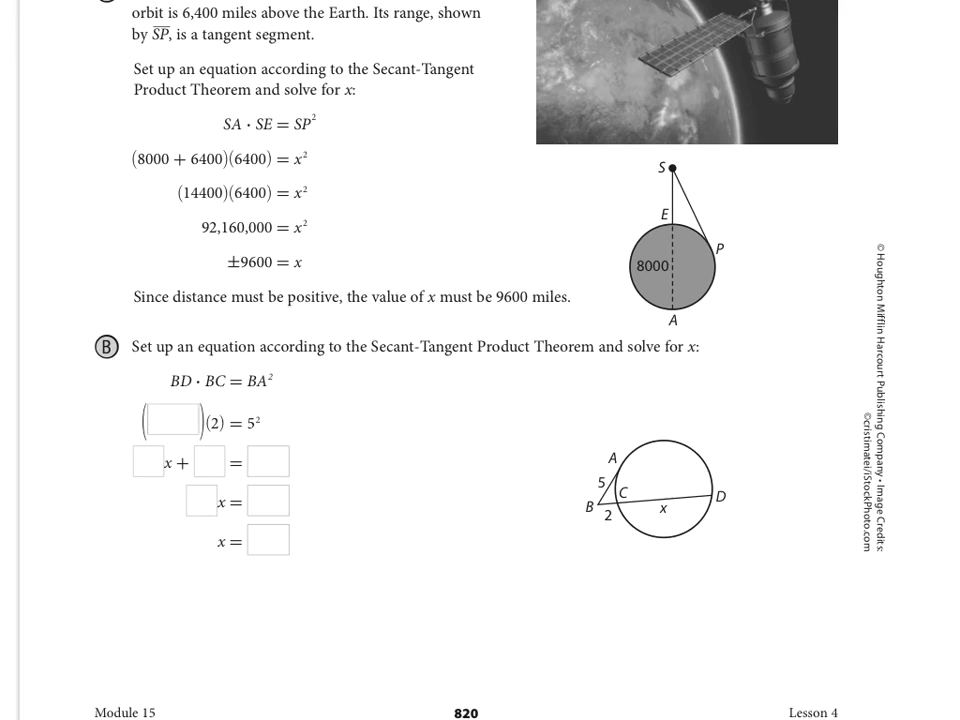 orbit is 6,400 miles above the Earth. Its range, shown
by SP, is a tangent segment.
Set up an equation according to the Secant-Tangent
Product Theorem and solve for x:
SA · SE = SP²
(8000 + 6400)(6400) = x²
(14400)(6400) = x²
92,160,000 = x²
±9600 = x
Since distance must be positive, the value of x must be 9600 miles.
S
E
P
8000
A
B Set up an equation according to the Secant-Tangent Product Theorem and solve for x:
BD · BC = BA²
( )(2) = 5²
x + =
x =
x =
A
5
C
B
2
x
D
© Houghton Mifflin Harcourt Publishing Company • Image Credits:
©cristimatei/iStockPhoto.com
Module 15
820
Lesson 4